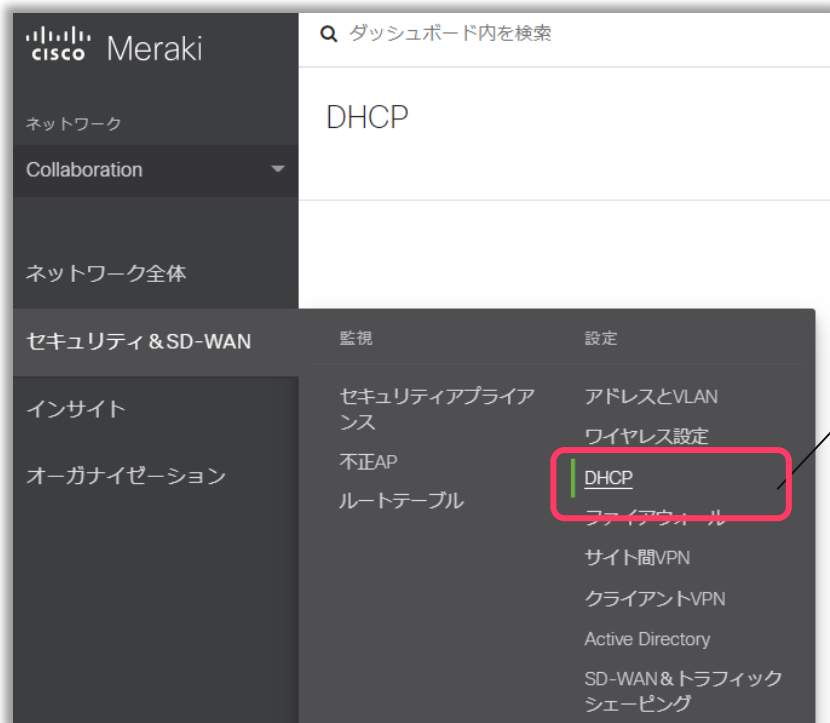 cisco Meraki
ダッシュボード内を検索
ネットワーク
Collaboration
DHCP
ネットワーク全体
セキュリティ&SD-WAN
インサイト
オーガナイゼーション
監視
セキュリティアプライア
ンス
不正AP
ルートテーブル
設定
アドレスとVLAN
ワイヤレス設定
DHCP
ファイアウォール
サイト間VPN
クライアントVPN
Active Directory
SD-WAN&トラフィック
シェーピング